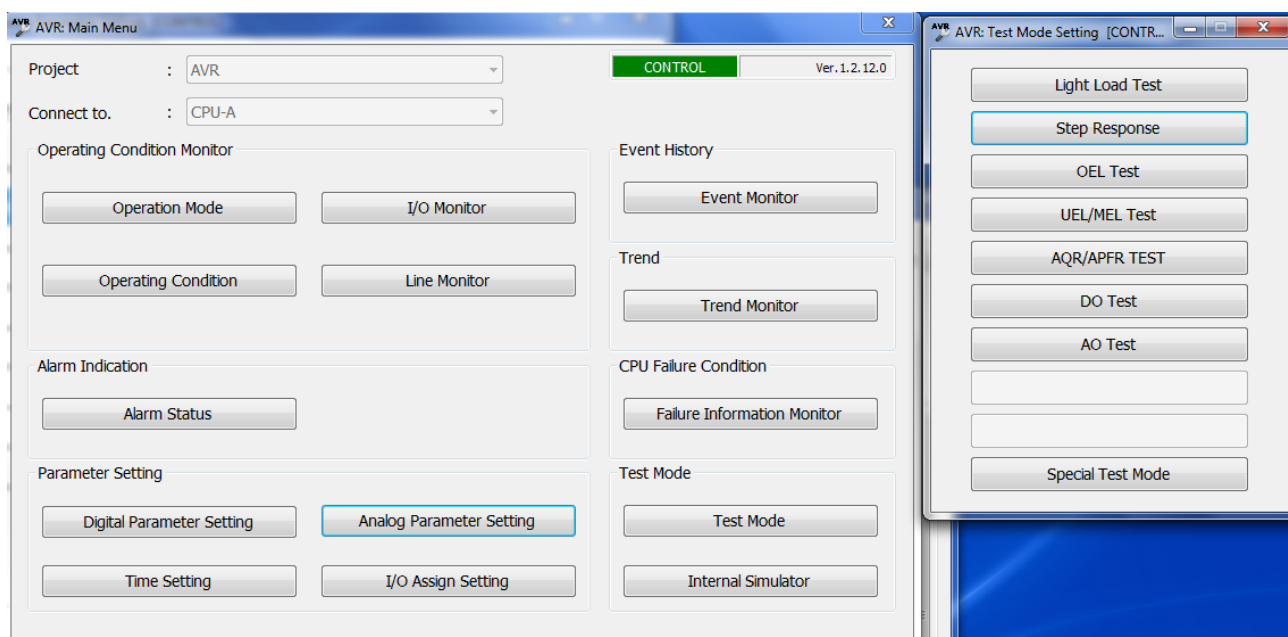 AVR: Main Menu
Project : AVR
CONTROL Ver.1.2.12.0
Connect to. : CPU-A
Operating Condition Monitor
Operation Mode I/O Monitor
Operating Condition Line Monitor
Event History
Event Monitor
Trend
Trend Monitor
Alarm Indication
Alarm Status
CPU Failure Condition
Failure Information Monitor
Parameter Setting
Digital Parameter Setting Analog Parameter Setting
Time Setting I/O Assign Setting
Test Mode
Test Mode
Internal Simulator
AVR: Test Mode Setting [CONTR...
Light Load Test
Step Response
OEL Test
UEL/MEL Test
AQR/APFR TEST
DO Test
AO Test
Special Test Mode